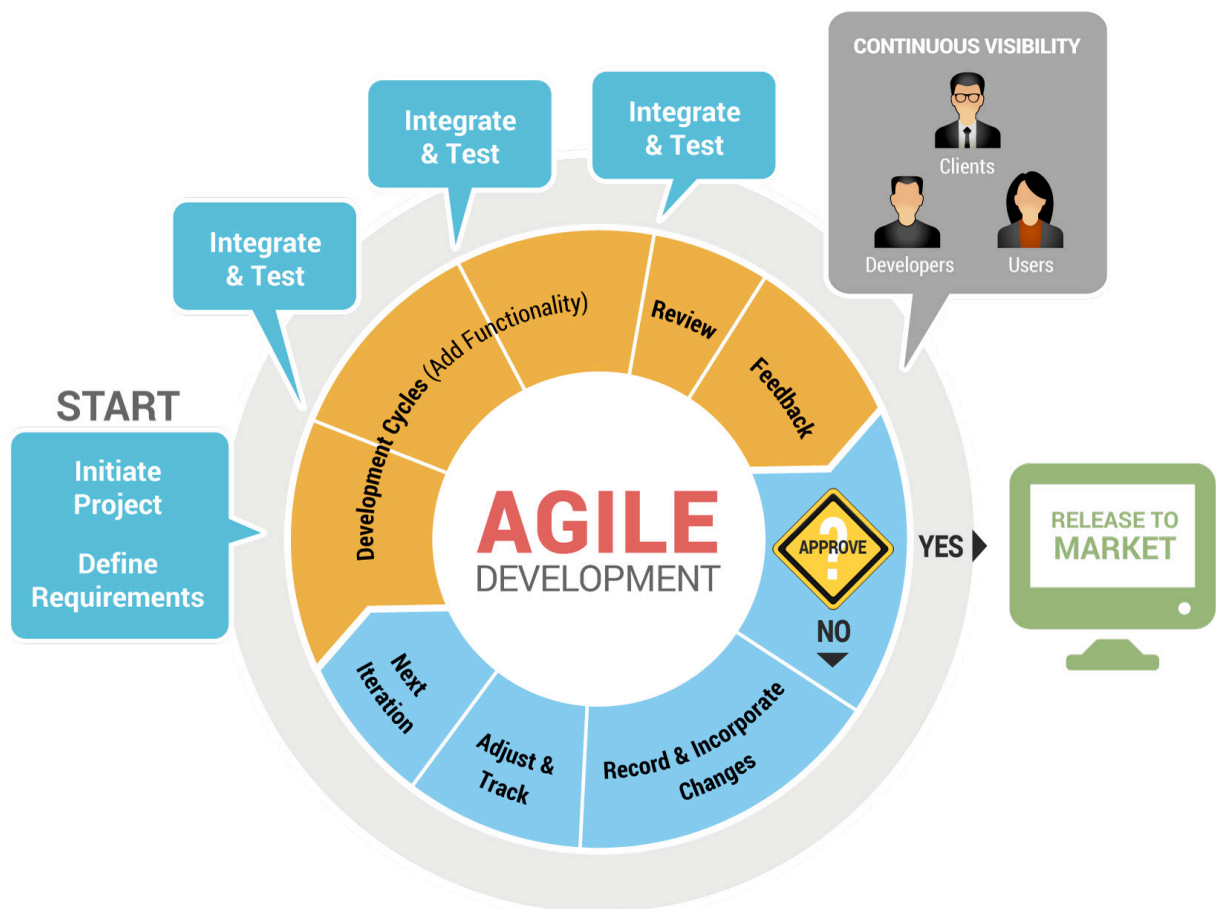 CONTINUOUS VISIBILITY
Clients
Developers
Users
Integrate
& Test
Integrate
& Test
Integrate
& Test
START
Initiate
Project
Define
Requirements
Development Cycles (Add Functionality)
Review
Feedback
AGILE
DEVELOPMENT
?
APPROVE
YES
NO
RELEASE TO
MARKET
Record & Incorporate
Changes
Adjust &
Track
Next
Iteration